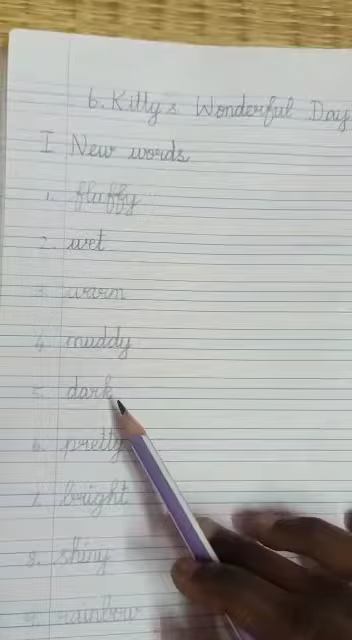 6. Kitty's Wonderful Day
I New words
1. fluffy
2. wet
3. warm
4. muddy
5. dark
6. pretty
7. bright
8. shiny
9. rainbow